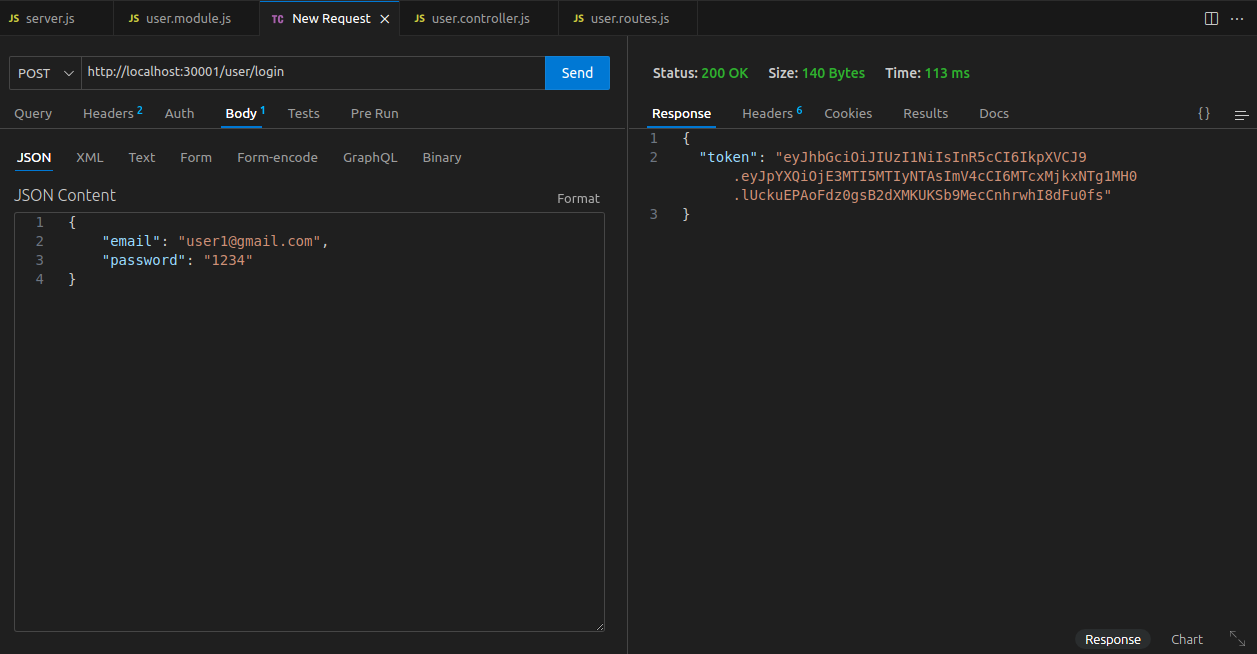 JS server.js JS user.module.js TC New Request JS user.controller.js JS user.routes.js ...
POST http://localhost:30001/user/login Send
Query Headers 2 Auth Body 1 Tests Pre Run
JSON XML Text Form Form-encode GraphQL Binary
JSON Content Format
1 {
2 "email": "user1@gmail.com",
3 "password": "1234"
4 }
Status: 200 OK Size: 140 Bytes Time: 113 ms
Response Headers 6 Cookies Results Docs {}
1 {
2 "token": "eyJhbGciOiJIUzI1NiIsInR5cCI6IkpXVCJ9
.eyJpYXQiOjE3MTI5MTIyNTAsImV4cCI6MTcxMjkxNTg1MH0
.lUckuEPAoFdz0gsB2dXMKUKSb9MecCnhrwhI8dFu0fs"
3 }
Response Chart